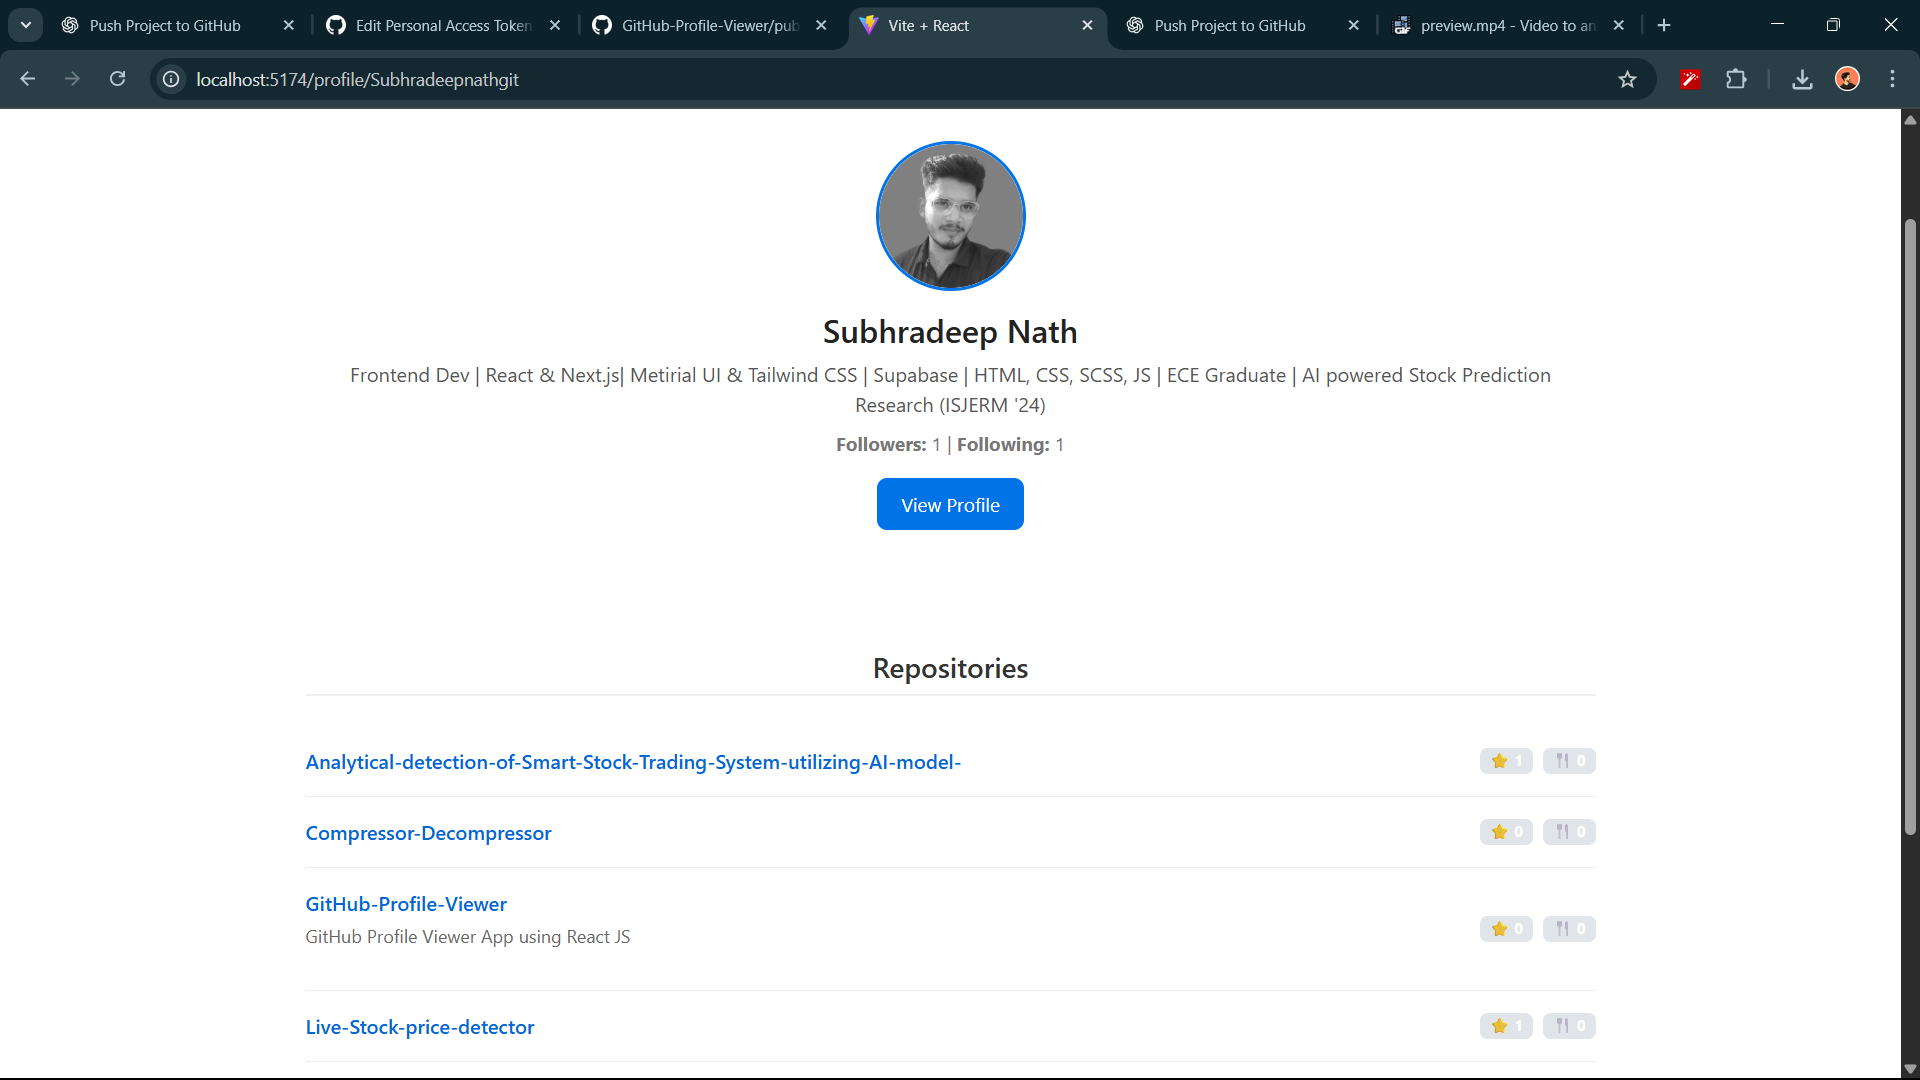 Push Project to GitHub
Edit Personal Access Token
GitHub-Profile-Viewer/pub
Vite + React
Push Project to GitHub
preview.mp4 - Video to an
localhost:5174/profile/Subhradeepnathgit
Subhradeep Nath
Frontend Dev | React & Next.js| Metirial UI & Tailwind CSS | Supabase | HTML, CSS, SCSS, JS | ECE Graduate | AI powered Stock Prediction
Research (ISJERM '24)
Followers: 1 | Following: 1
View Profile
Repositories
Analytical-detection-of-Smart-Stock-Trading-System-utilizing-AI-model-
⭐ 1 🍴 0
Compressor-Decompressor
⭐ 0 🍴 0
GitHub-Profile-Viewer
GitHub Profile Viewer App using React JS
⭐ 0 🍴 0
Live-Stock-price-detector
⭐ 1 🍴 0